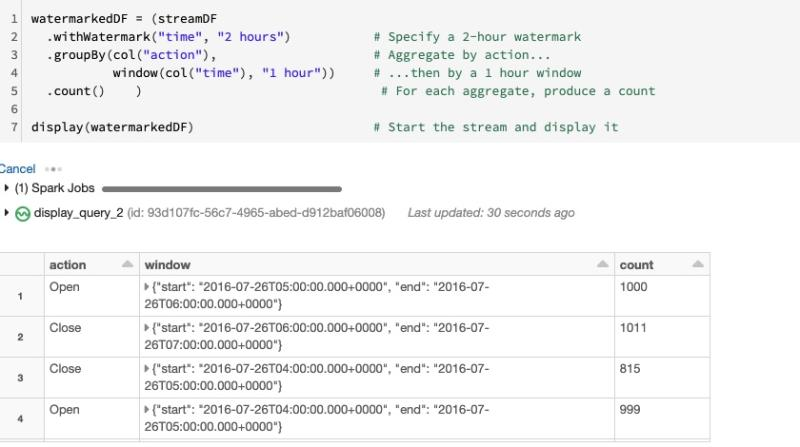 1 watermarkedDF = (streamDF
2 .withWatermark("time", "2 hours") # Specify a 2-hour watermark
3 .groupBy(col("action"), # Aggregate by action...
4 window(col("time"), "1 hour")) # ...then by a 1 hour window
5 .count() ) # For each aggregate, produce a count
6
7 display(watermarkedDF) # Start the stream and display it
Cancel
(1) Spark Jobs
display_query_2 (id: 93d107fc-56c7-4965-abed-d912baf06008) Last updated: 30 seconds ago
action window count
1 Open {"start": "2016-07-26T05:00:00.000+0000", "end": "2016-07-
26T06:00:00.000+0000"} 1000
2 Close {"start": "2016-07-26T06:00:00.000+0000", "end": "2016-07-
26T07:00:00.000+0000"} 1011
3 Close {"start": "2016-07-26T04:00:00.000+0000", "end": "2016-07-
26T05:00:00.000+0000"} 815
4 Open {"start": "2016-07-26T04:00:00.000+0000", "end": "2016-07-
26T05:00:00.000+0000"} 999